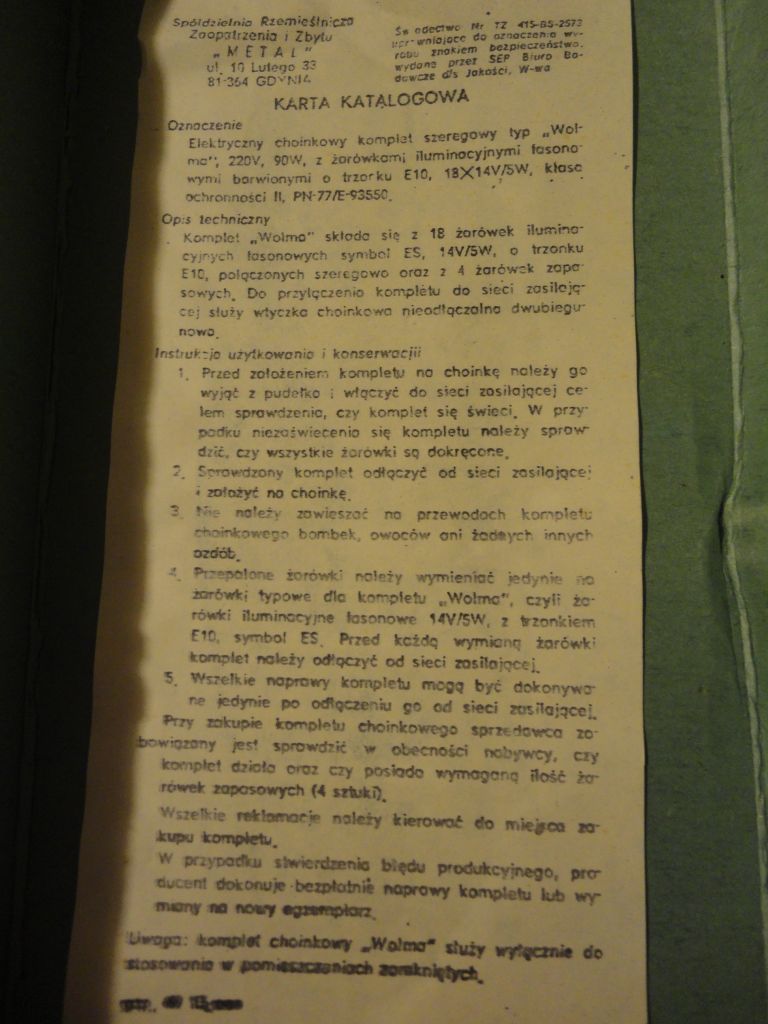 Spółdzielnia Rzemieślnicza
Zaopatrzenia i Zbytu
„METAL"
ul. 10 Lutego 33
81-364 GDYNIA
Świadectwo Nr TZ 415-BS-2573
uprawniające do oznaczenia wy-
robu znakiem bezpieczeństwa,
wydane przez SEP Biuro Ba-
dawcze d/s Jakości, W-wa
KARTA KATALOGOWA
Oznaczenie
Elektryczny choinkowy komplet szeregowy typ „Wol-
ma", 220V, 90W, z żarówkami iluminacyjnymi fasono-
wymi barwionymi o trzonku E10, 18X14V/5W, klasa
ochronności II, PN-77/E-93550.
Opis techniczny
Komplet „Wolma" składa się z 18 żarówek ilumina-
cyjnych fasonowych symbol ES, 14V/5W, o trzonku
E10, połączonych szeregowo oraz z 4 żarówek zapa-
sowych. Do przyłączenia kompletu do sieci zasilają-
cej służy wtyczka choinkowa nieodłączalna dwubiegu-
nowa.
Instrukcja użytkowania i konserwacji:
1. Przed założeniem kompletu na choinkę należy go
wyjąć z pudełka i włączyć do sieci zasilającej ce-
lem sprawdzenia, czy komplet się świeci. W przy-
padku niezaświecenia się kompletu należy spraw-
dzić, czy wszystkie żarówki są dokręcone.
2. Sprawdzony komplet odłączyć od sieci zasilającej
i założyć na choinkę.
3. Nie należy zawieszać na przewodach kompletu
choinkowego bombek, owoców ani żadnych innych
ozdób.
4. Przepalone żarówki należy wymieniać jedynie na
żarówki typowe dla kompletu „Wolma", czyli ża-
rówki iluminacyjne fasonowe 14V/5W, z trzonkiem
E10, symbol ES. Przed każdą wymianą żarówki
komplet należy odłączyć od sieci zasilającej.
5. Wszelkie naprawy kompletu mogą być dokonywa-
ne jedynie po odłączeniu go od sieci zasilającej.
Przy zakupie kompletu choinkowego sprzedawca zo-
bowiązany jest sprawdzić w obecności nabywcy, czy
komplet działa oraz czy posiada wymaganą ilość ża-
rówek zapasowych (4 sztuki).
Wszelkie reklamacje należy kierować do miejsca za-
kupu kompletu.
W przypadku stwierdzenia błędu produkcyjnego, pro-
ducent dokonuje bezpłatnie naprawy kompletu lub wy-
miany na nowy egzemplarz.
Uwaga: komplet choinkowy „Wolma" służy wyłącznie do
stosowania w pomieszczeniach zamkniętych.